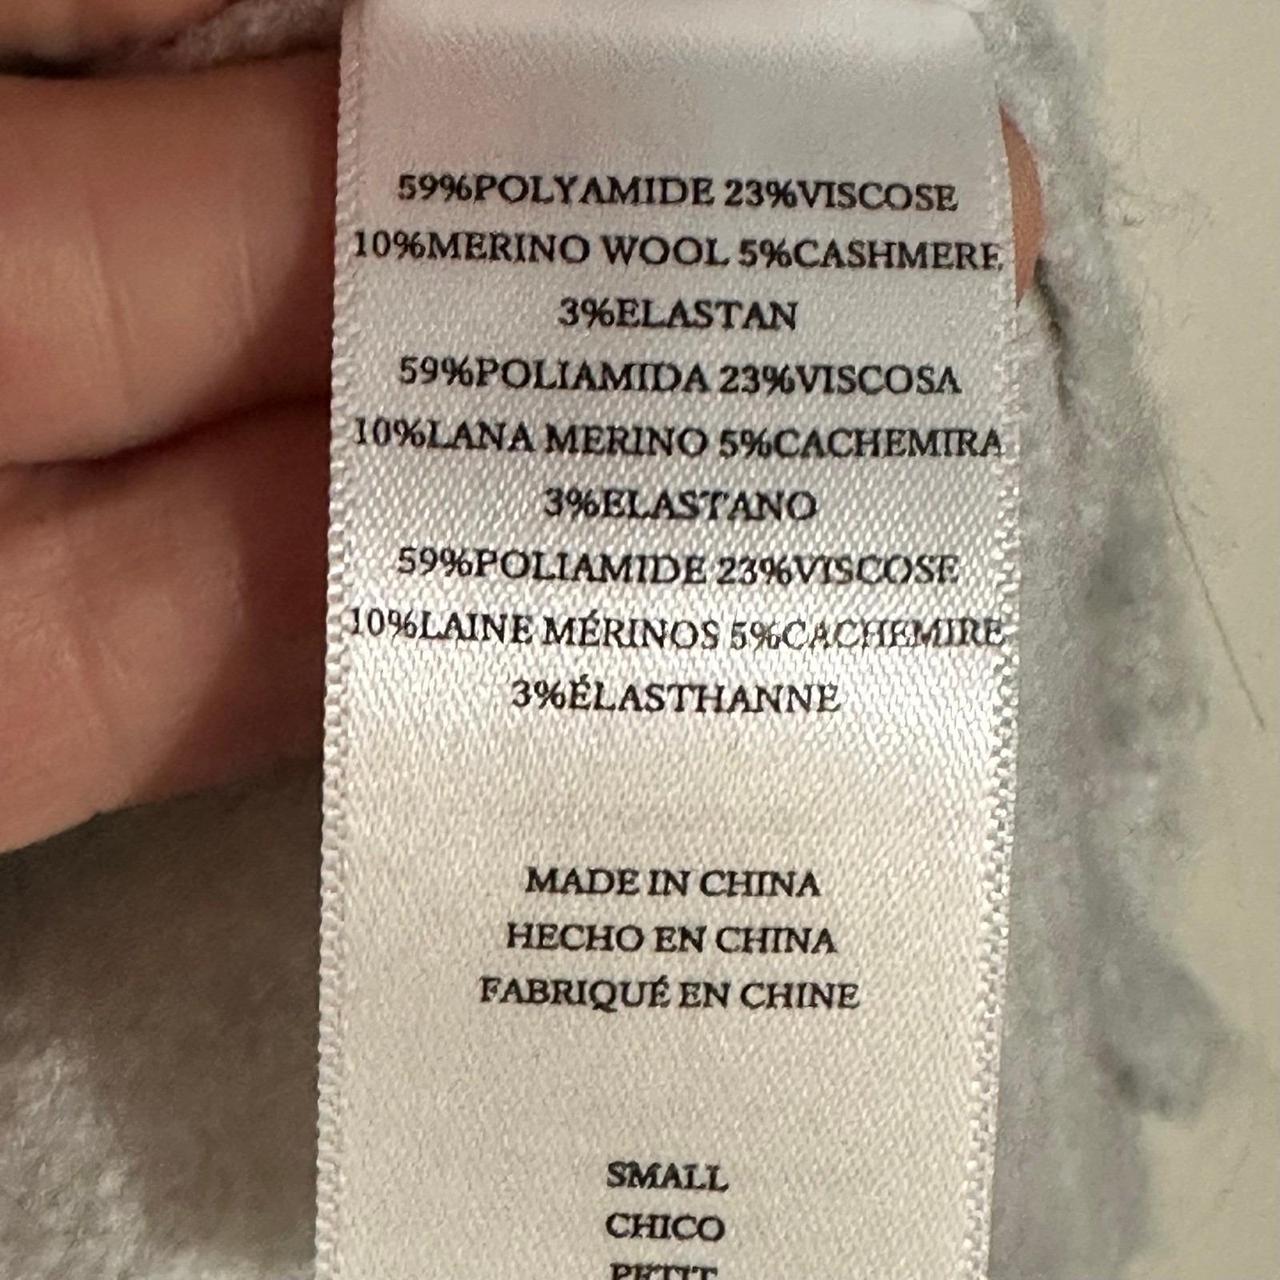 59%POLYAMIDE 23%VISCOSE
10%MERINO WOOL 5%CASHMERE
3%ELASTAN
59%POLIAMIDA 23%VISCOSA
10%LANA MERINO 5%CACHEMIRA
3%ELASTANO
59%POLIAMIDE 23%VISCOSE
10%LAINE MÉRINOS 5%CACHEMIRE
3%ÉLASTHANNE
MADE IN CHINA
HECHO EN CHINA
FABRIQUÉ EN CHINE
SMALL
CHICO
PETIT